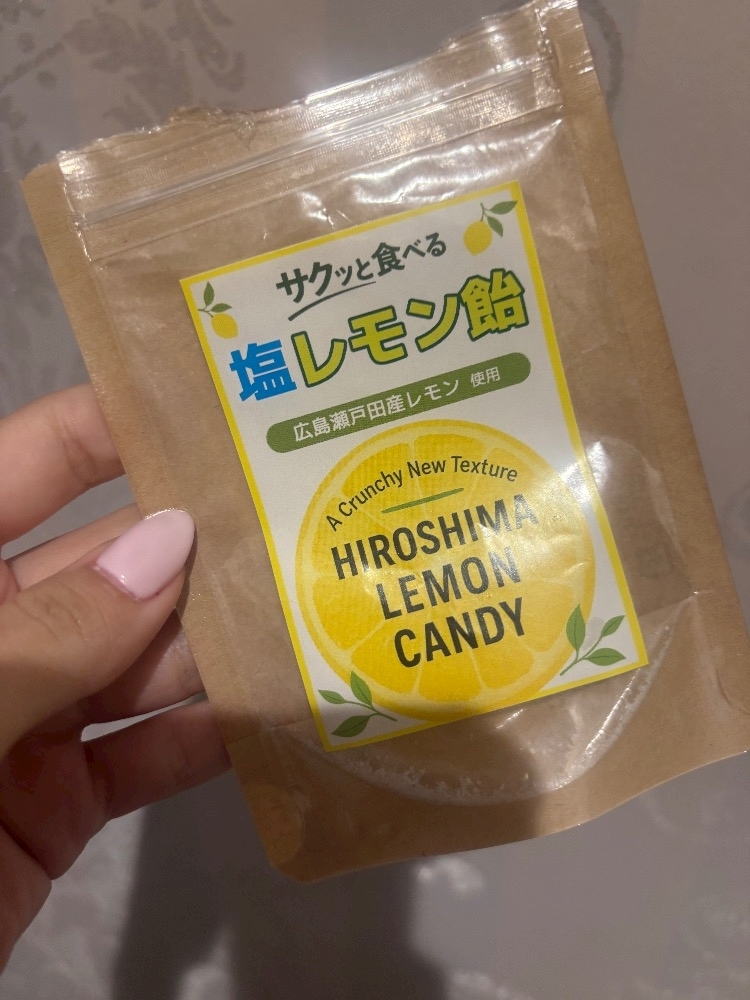 サクッと食べる
塩レモン飴
広島瀬戸田産レモン 使用
A Crunchy New Texture
HIROSHIMA
LEMON
CANDY